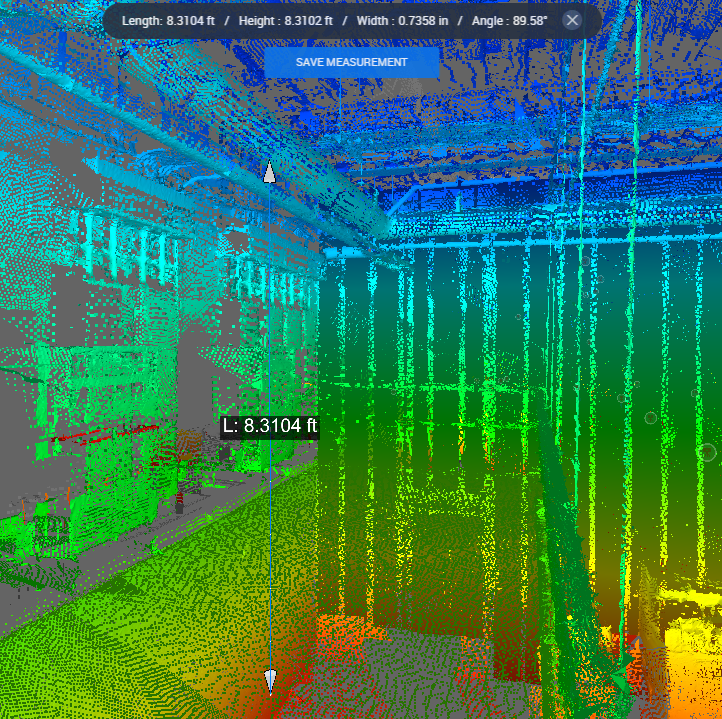 Length: 8.3104 ft / Height : 8.3102 ft / Width : 0.7358 in / Angle : 89.58°
SAVE MEASUREMENT
L: 8.3104 ft